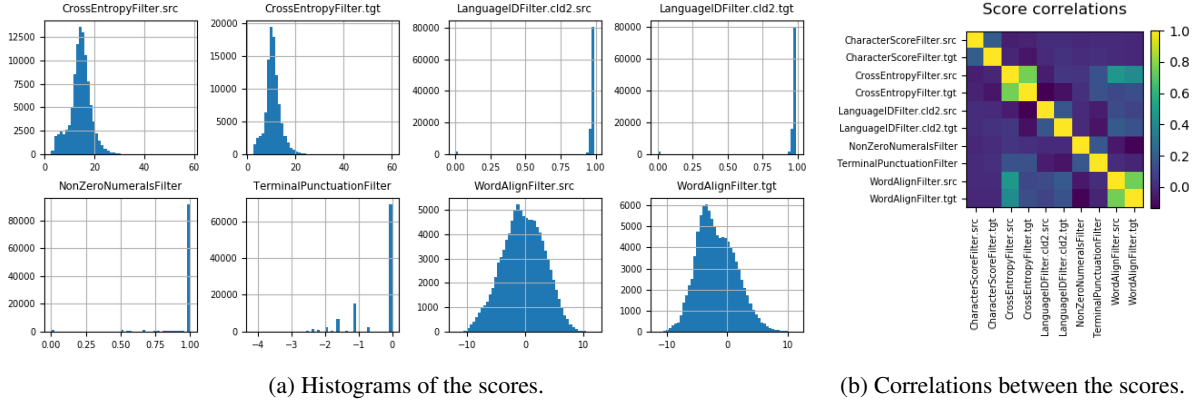 CrossEntropyFilter.src
12500
10000
7500
5000
2500
0
0 20 40 60
CrossEntropyFilter.tgt
20000
17500
15000
12500
10000
7500
5000
2500
0
0 20 40 60
LanguageIDFilter.cld2.src
80000
60000
40000
20000
0
0.00 0.25 0.50 0.75 1.00
LanguageIDFilter.cld2.tgt
80000
60000
40000
20000
0
0.00 0.25 0.50 0.75 1.00
NonZeroNumeralsFilter
80000
60000
40000
20000
0
0.00 0.25 0.50 0.75 1.00
TerminalPunctuationFilter
70000
60000
50000
40000
30000
20000
10000
0
−4 −3 −2 −1 0
WordAlignFilter.src
5000
4000
3000
2000
1000
0
−10 0 10
WordAlignFilter.tgt
6000
5000
4000
3000
2000
1000
0
−10 0 10
(a) Histograms of the scores.
Score correlations
CharacterScoreFilter.src
CharacterScoreFilter.tgt
CrossEntropyFilter.src
CrossEntropyFilter.tgt
LanguageIDFilter.cld2.src
LanguageIDFilter.cld2.tgt
NonZeroNumeralsFilter
TerminalPunctuationFilter
WordAlignFilter.src
WordAlignFilter.tgt
CharacterScoreFilter.src
CharacterScoreFilter.tgt
CrossEntropyFilter.src
CrossEntropyFilter.tgt
LanguageIDFilter.cld2.src
LanguageIDFilter.cld2.tgt
NonZeroNumeralsFilter
TerminalPunctuationFilter
WordAlignFilter.src
WordAlignFilter.tgt
1.0
0.8
0.6
0.4
0.2
0.0
(b) Correlations between the scores.